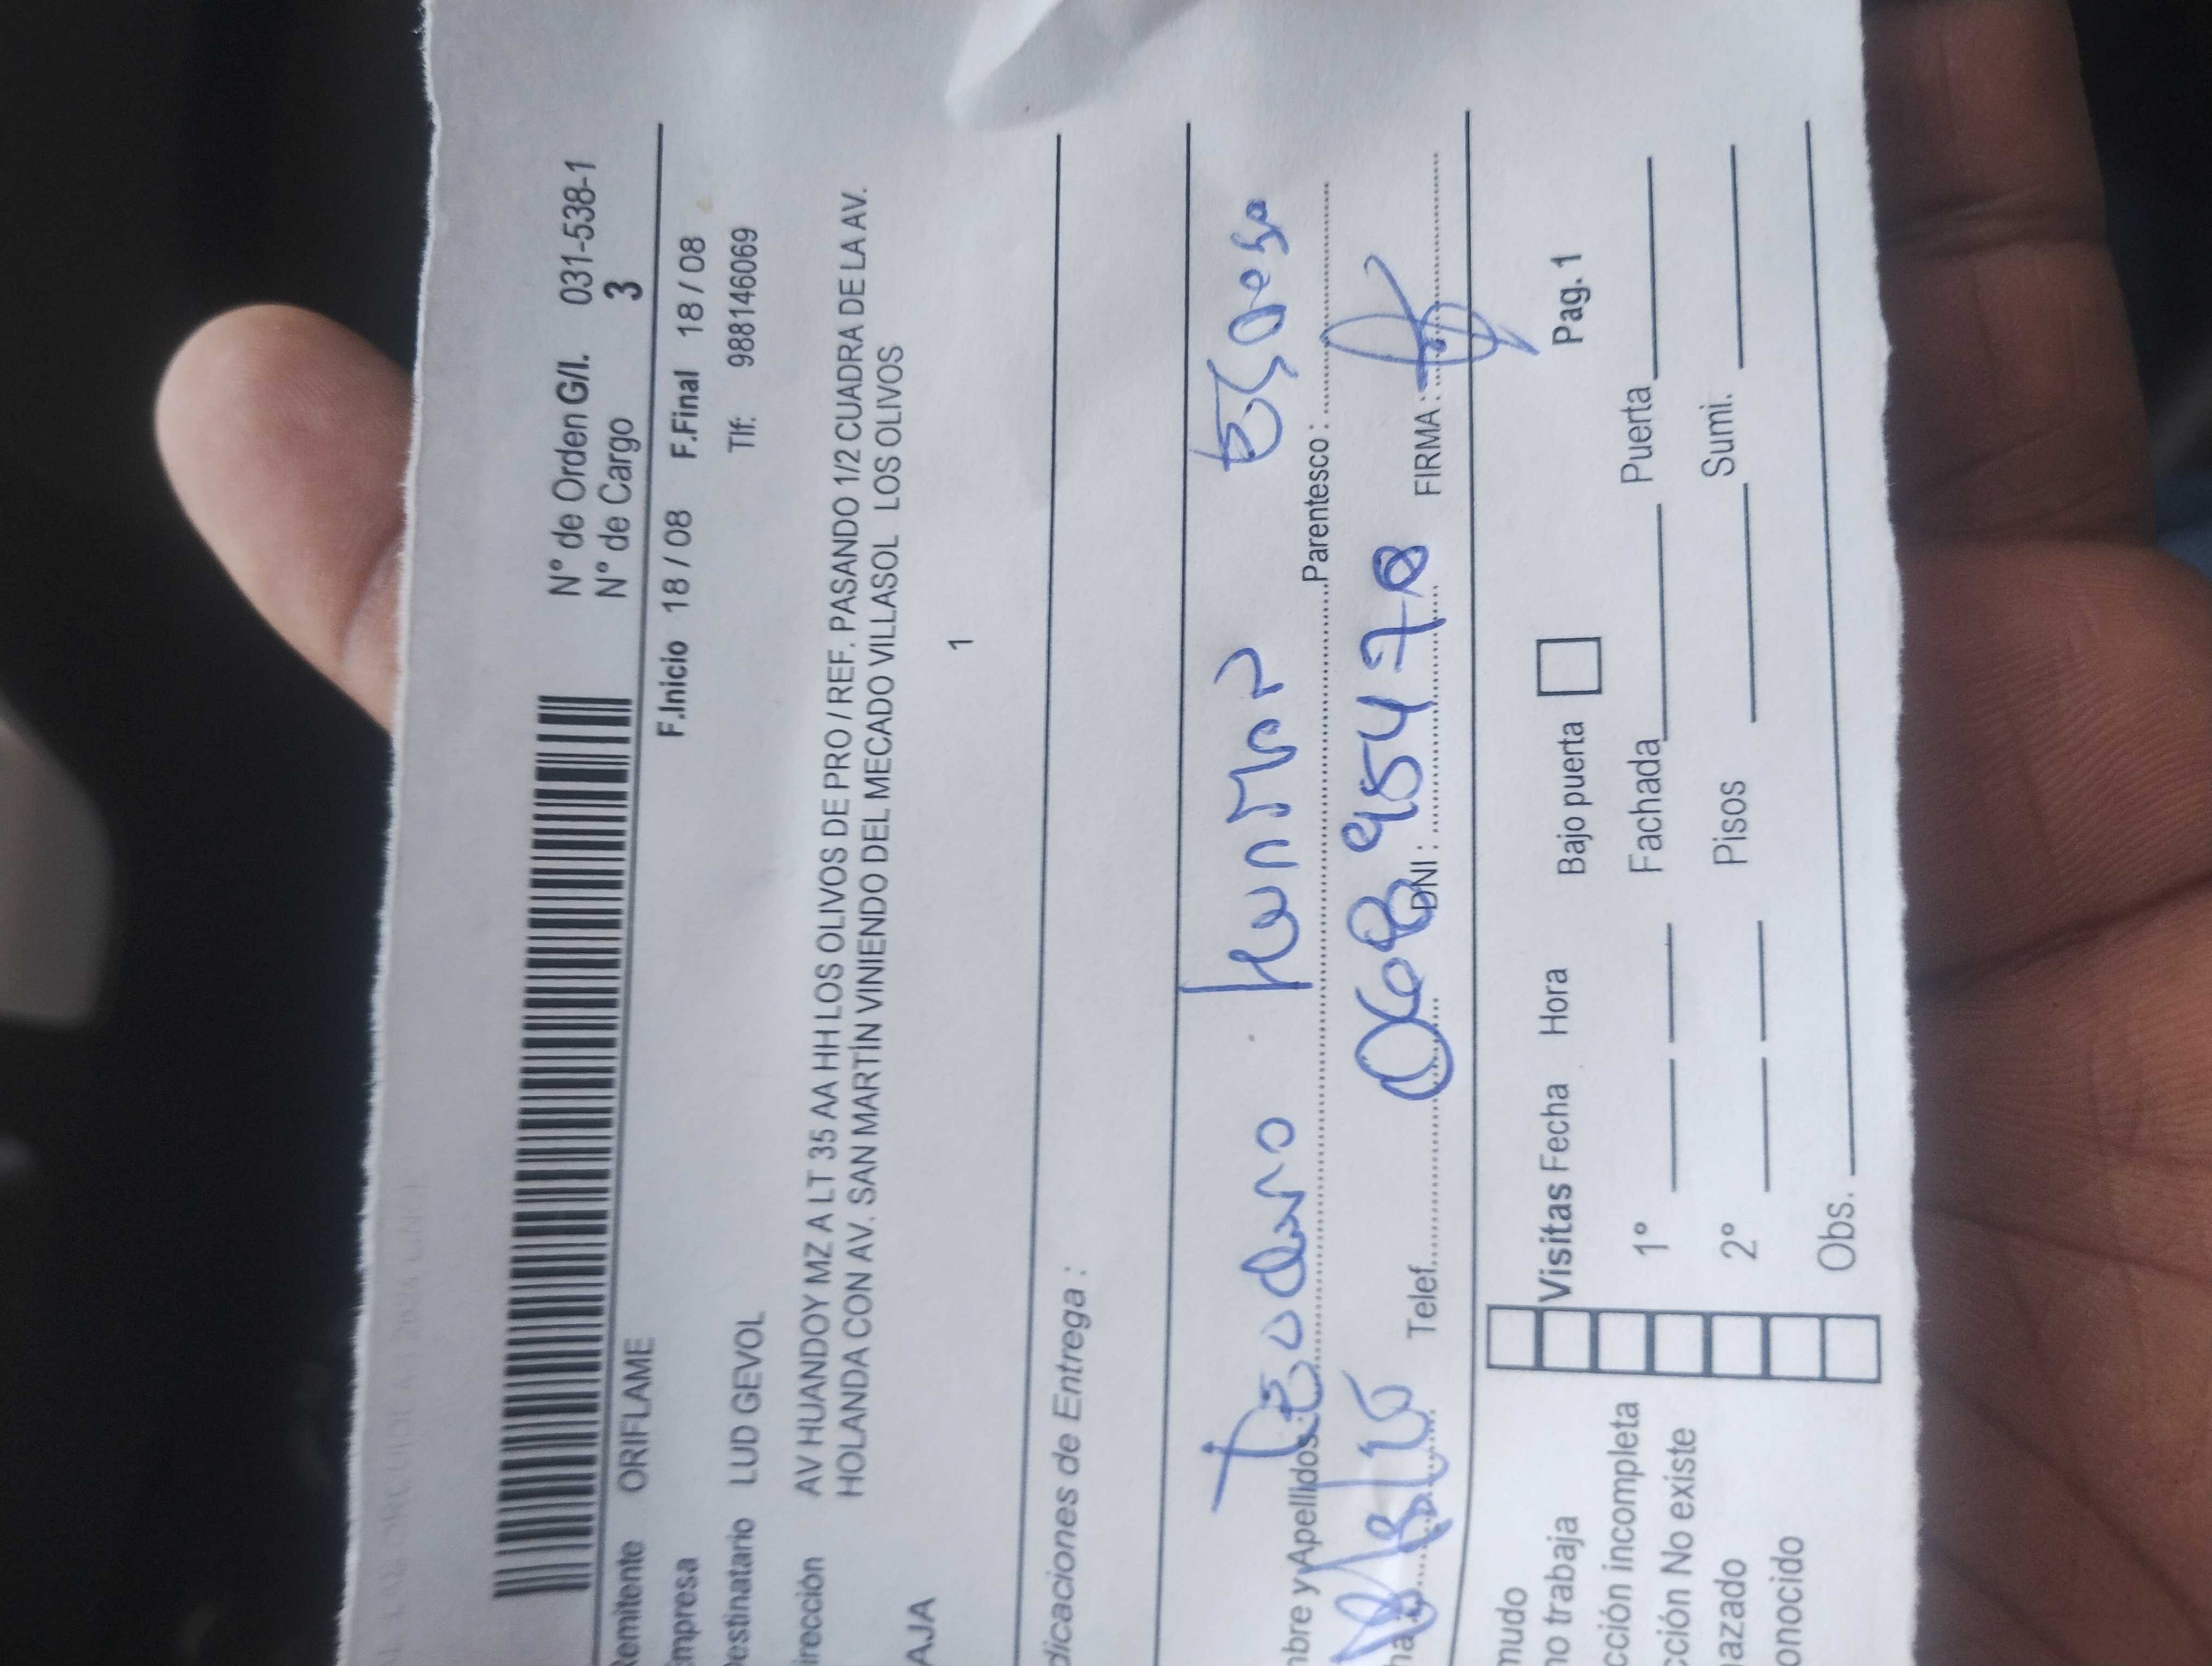 N° de Orden G/I. 031-538-1
N° de Cargo 3
Remitente ORIFLAME
F.Inicio 18 / 08 F.Final 18 / 08
Empresa
Destinatario LUD GEVOL Tlf: 988146069
irección AV HUANDOY MZ A LT 35 AA HH LOS OLIVOS DE PRO / REF. PASANDO 1/2 CUADRA DE LA AV.
HOLANDA CON AV. SAN MARTÍN VINIENDO DEL MECADO VILLASOL LOS OLIVOS
AJA 1
dicaciones de Entrega :
Teodoro
mbre y Apellidos Parentesco :
Telef. DNI : FIRMA :
mudo
no trabaja Visitas Fecha Hora Bajo puerta Pag. 1
cción incompleta
cción No existe 1° Fachada Puerta
azado 2° Pisos Sumi.
onocido
Obs.